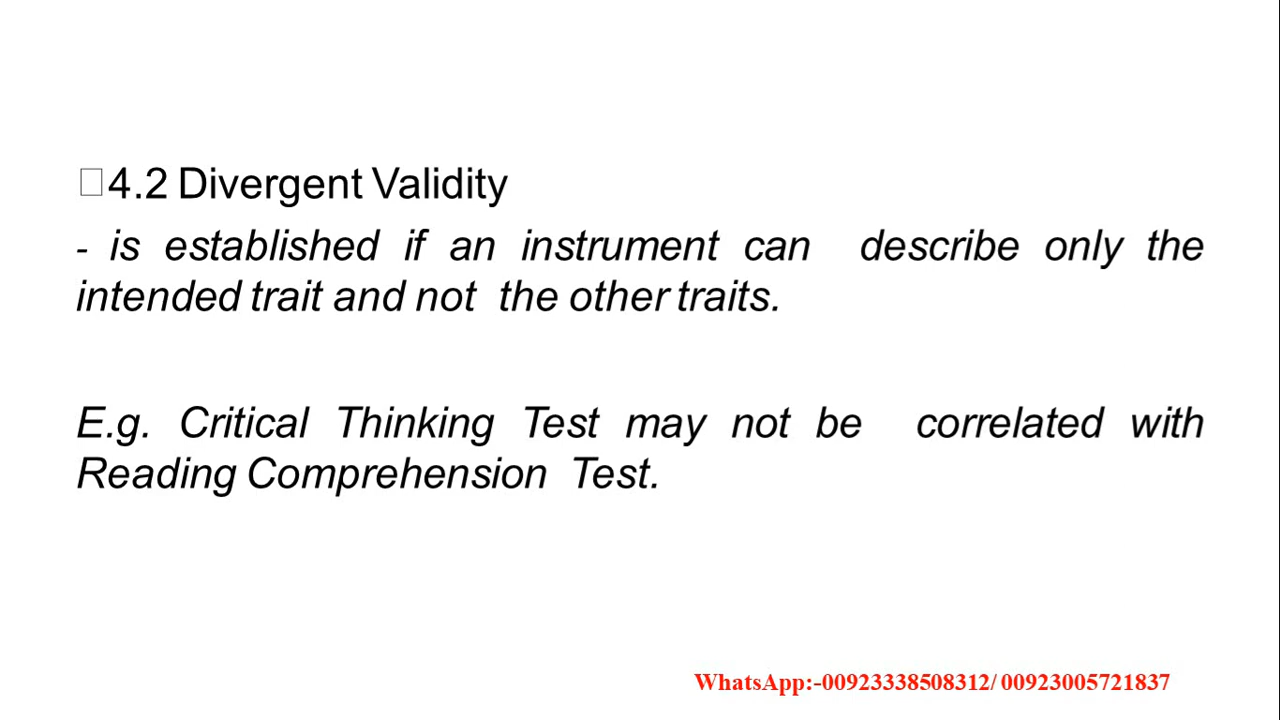 4.2 Divergent Validity
- is established if an instrument can describe only the
intended trait and not the other traits.
E.g. Critical Thinking Test may not be correlated with
Reading Comprehension Test.
WhatsApp:-00923338508312/ 00923005721837